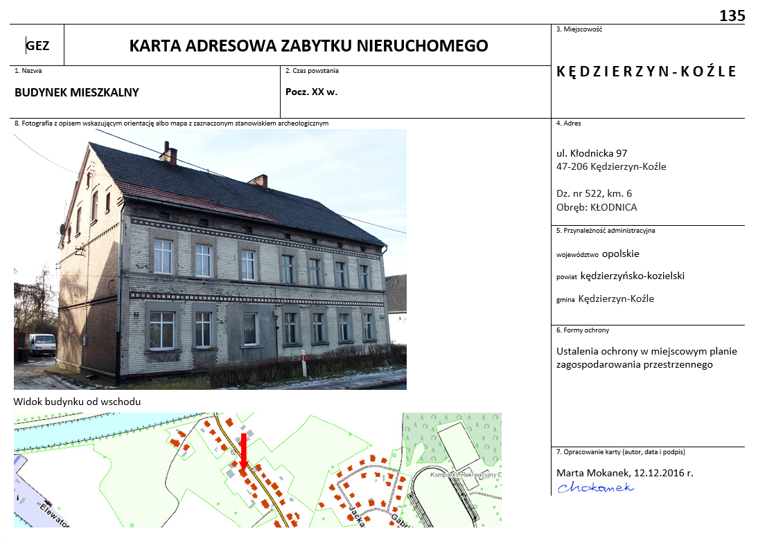 135
GEZ
KARTA ADRESOWA ZABYTKU NIERUCHOMEGO
3. Miejscowość
KĘDZIERZYN-KOŹLE
1. Nazwa
BUDYNEK MIESZKALNY
2. Czas powstania
Pocz. XX w.
8. Fotografia z opisem wskazującym orientację albo mapa z zaznaczonym stanowiskiem archeologicznym
4. Adres
ul. Kłodnicka 97
47-206 Kędzierzyn-Koźle
Dz. nr 522, km. 6
Obręb: KŁODNICA
5. Przynależność administracyjna
województwo opolskie
powiat kędzierzyńsko-kozielski
gmina Kędzierzyn-Koźle
6. Formy ochrony
Ustalenia ochrony w miejscowym planie
zagospodarowania przestrzennego
Widok budynku od wschodu
Elewator
Kompleks Rekreacyjny
Jacka
Gab
7. Opracowanie karty (autor, data i podpis)
Marta Mokanek, 12.12.2016 r.